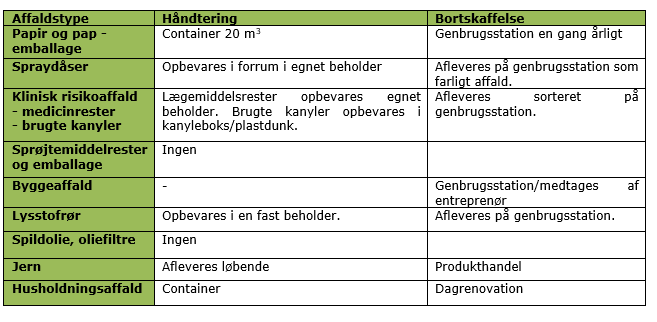 Affaldstype Håndtering Bortskaffelse
Papir og pap - Container 20 m³ Genbrugsstation en gang årligt
emballage
Spraydåser Opbevares i forrum i egnet beholder Afleveres på genbrugsstation som
farligt affald.
Klinisk risikoaffald Lægemiddelsrester opbevares egnet Afleveres sorteret på
- medicinrester beholder. Brugte kanyler opbevares i genbrugsstation.
- brugte kanyler kanyleboks/plastdunk.
Sprøjtemiddelrester Ingen
og emballage
Byggeaffald - Genbrugsstation/medtages af
entreprenør
Lysstofrør Opbevares i en fast beholder. Afleveres på genbrugsstation.
Spildolie, oliefiltre Ingen
Jern Afleveres løbende Produkthandel
Husholdningsaffald Container Dagrenovation